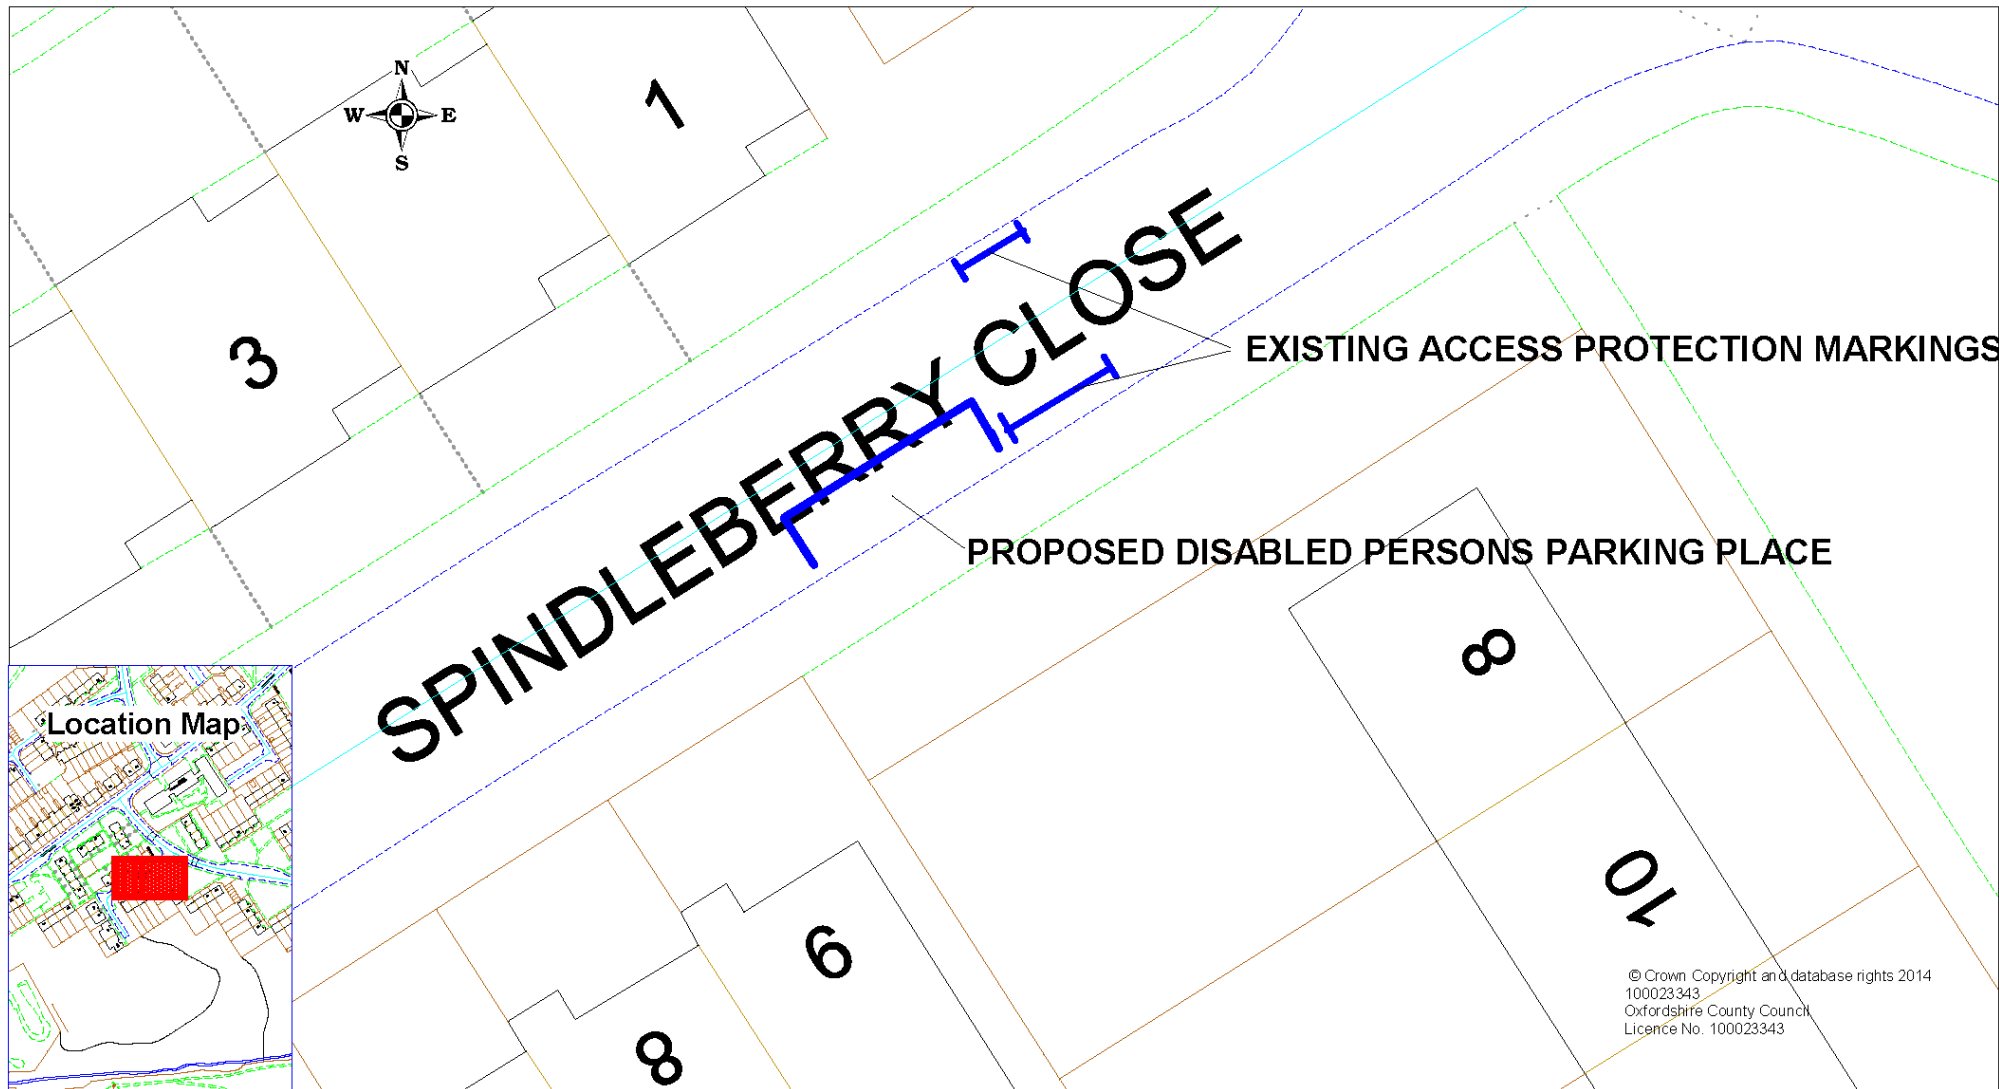 N
W E
S
1
3
SPINDLEBERRY CLOSE
EXISTING ACCESS PROTECTION MARKINGS
PROPOSED DISABLED PERSONS PARKING PLACE
8
10
6
8
Location Map
© Crown Copyright and database rights 2014
100023343
Oxfordshire County Council
Licence No. 100023343